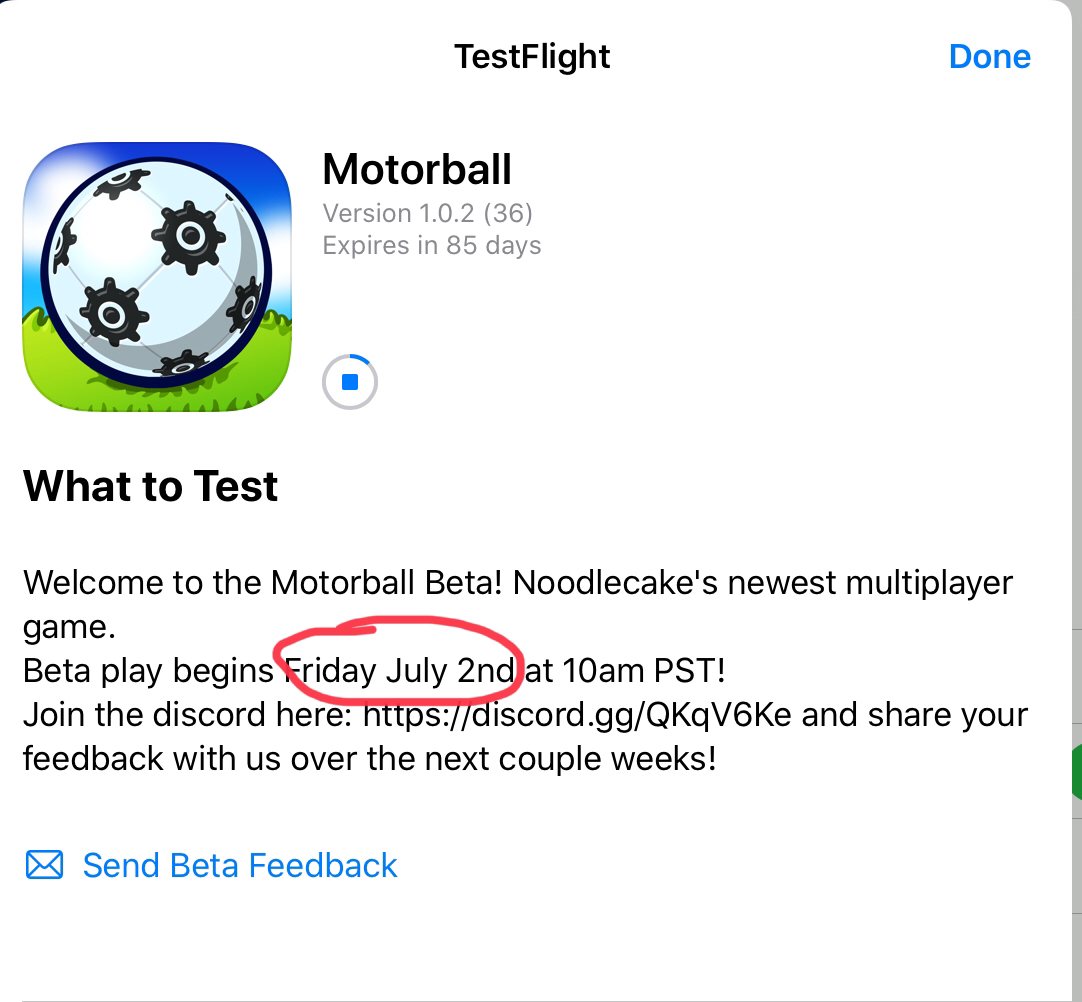 TestFlight
Done
Motorball
Version 1.0.2 (36)
Expires in 85 days
What to Test
Welcome to the Motorball Beta! Noodlecake's newest multiplayer
game.
Beta play begins Friday July 2nd at 10am PST!
Join the discord here: https://discord.gg/QKqV6Ke and share your
feedback with us over the next couple weeks!
Send Beta Feedback